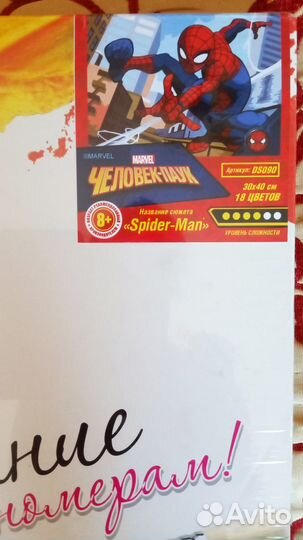 ©MARVEL
MARVEL
ЧЕЛОВЕК-ПАУК
Артикул: DS090
30x40 см
18 ЦВЕТОВ
8+
Название сюжета
«Spider-Man»
УРОВЕНЬ СЛОЖНОСТИ
ние
номерам!
Avito